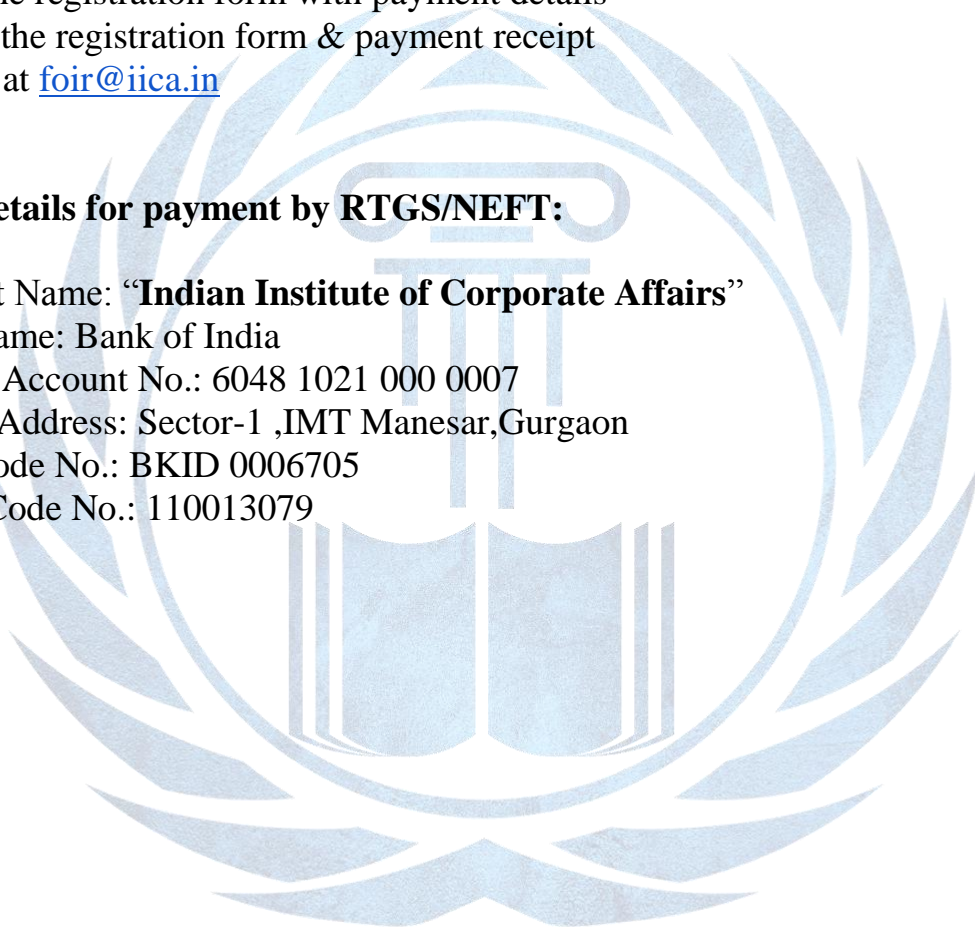 the registration form with payment details
the registration form & payment receipt
at foir@iica.in
etails for payment by RTGS/NEFT:
t Name: “Indian Institute of Corporate Affairs”
ame: Bank of India
Account No.: 6048 1021 000 0007
Address: Sector-1 ,IMT Manesar,Gurgaon
ode No.: BKID 0006705
Code No.: 110013079